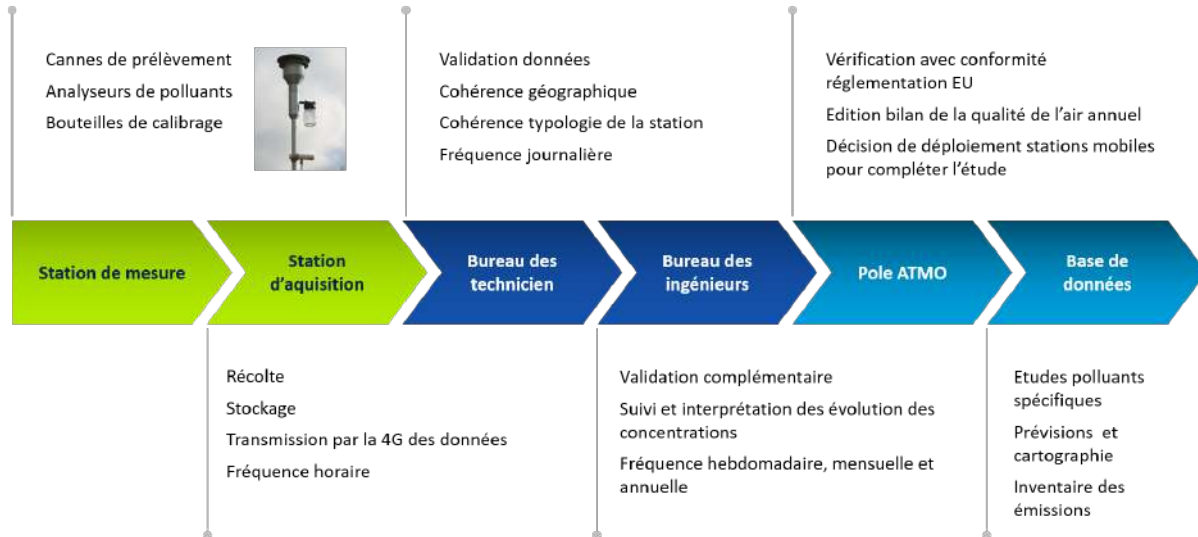 Cannes de prélèvement
Analyseurs de polluants
Bouteilles de calibrage
Validation données
Cohérence géographique
Cohérence typologie de la station
Fréquence journalière
Vérification avec conformité
réglementation EU
Edition bilan de la qualité de l'air annuel
Décision de déploiement stations mobiles
pour compléter l'étude
Station de mesure
Station
d'aquisition
Bureau des
technicien
Bureau des
ingénieurs
Pole ATMO
Base de
données
Récolte
Stockage
Transmission par la 4G des données
Fréquence horaire
Validation complémentaire
Suivi et interprétation des évolution des
concentrations
Fréquence hebdomadaire, mensuelle et
annuelle
Etudes polluants
spécifiques
Prévisions et
cartographie
Inventaire des
émissions